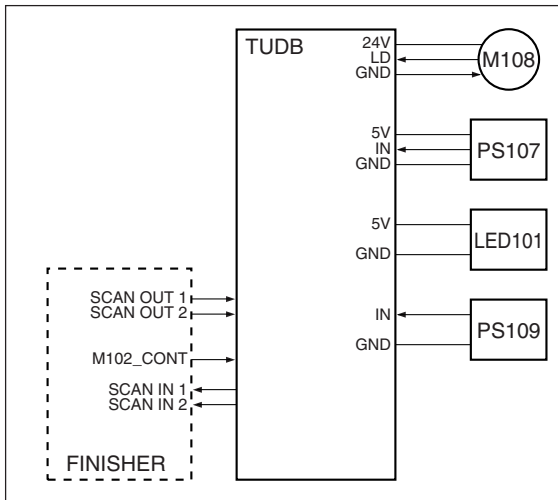 TUDB
24V
LD
GND
M108
5V
IN
GND
PS107
5V
GND
LED101
IN
GND
PS109
SCAN OUT 1
SCAN OUT 2
M102_CONT
SCAN IN 1
SCAN IN 2
FINISHER